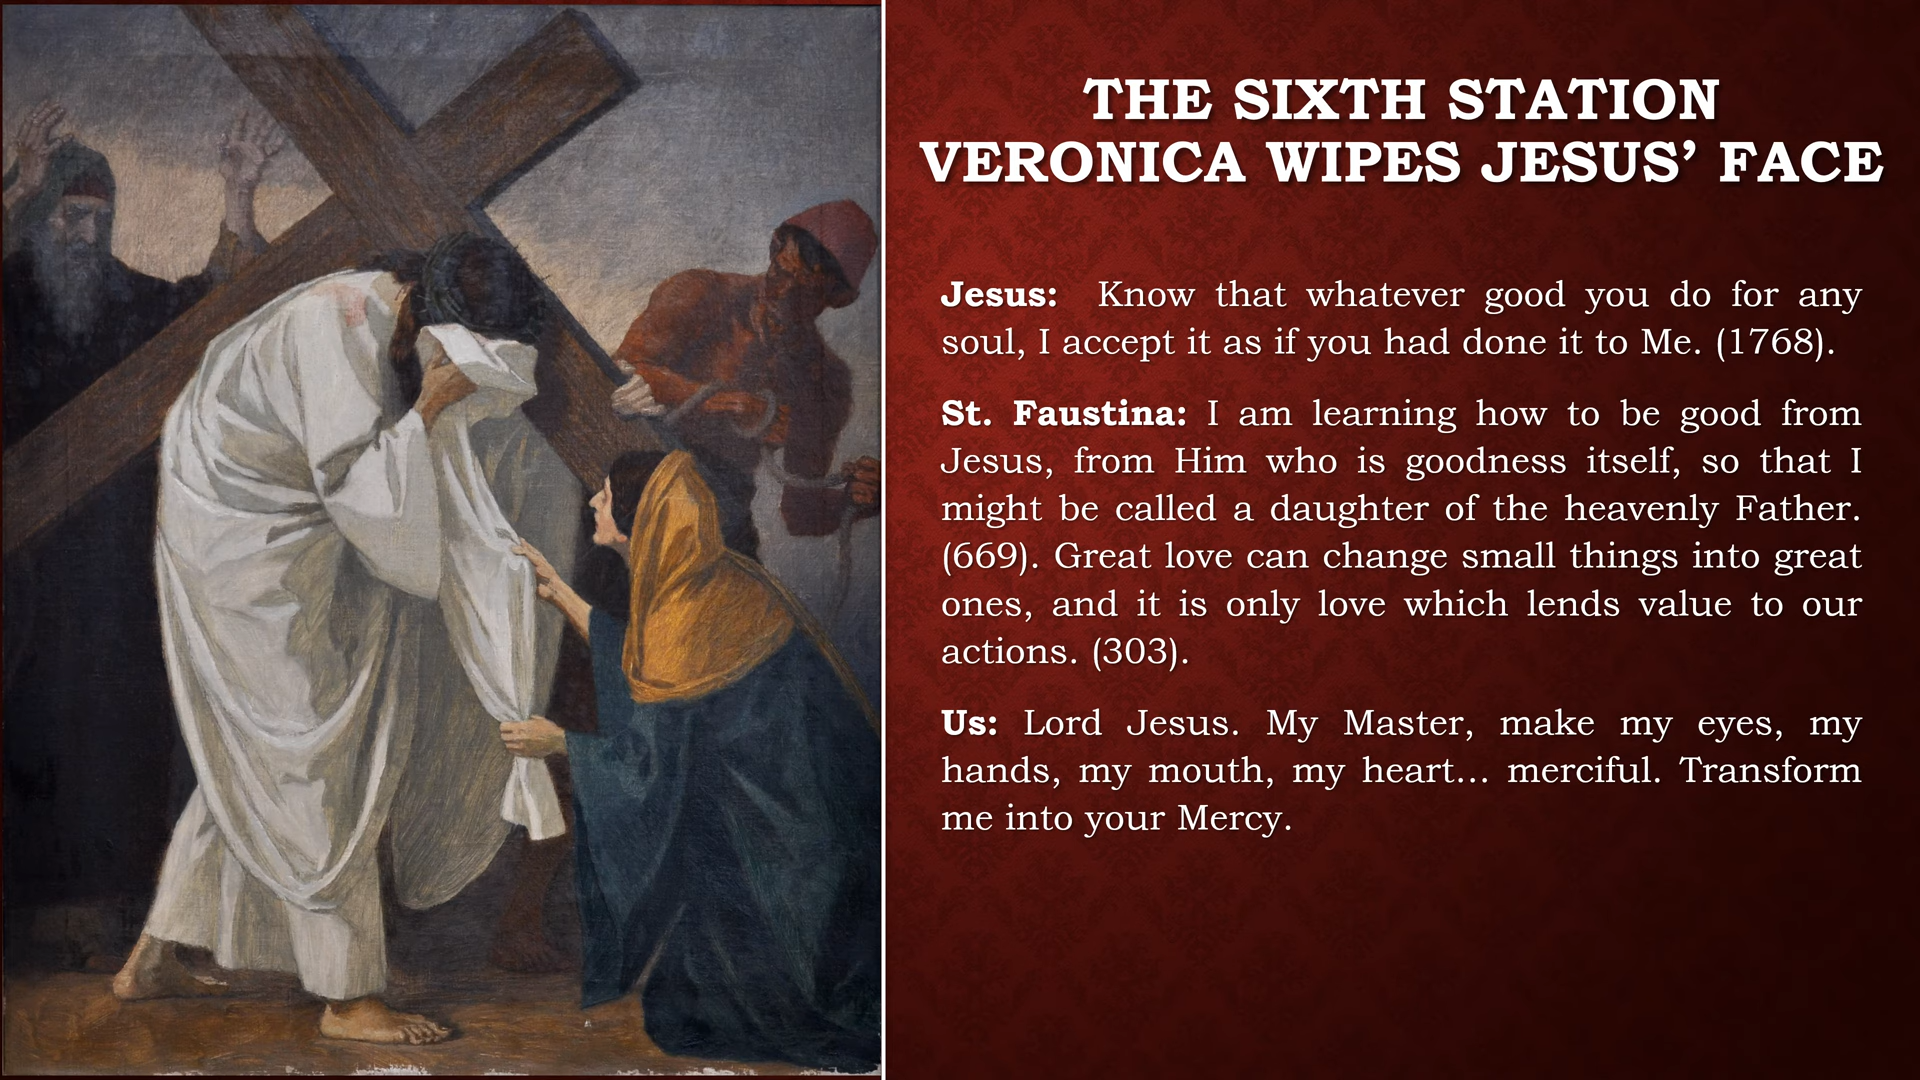 THE SIXTH STATION
VERONICA WIPES JESUS’ FACE
Jesus: Know that whatever good you do for any
soul, I accept it as if you had done it to Me. (1768).
St. Faustina: I am learning how to be good from
Jesus, from Him who is goodness itself, so that I
might be called a daughter of the heavenly Father.
(669). Great love can change small things into great
ones, and it is only love which lends value to our
actions. (303).
Us: Lord Jesus. My Master, make my eyes, my
hands, my mouth, my heart… merciful. Transform
me into your Mercy.